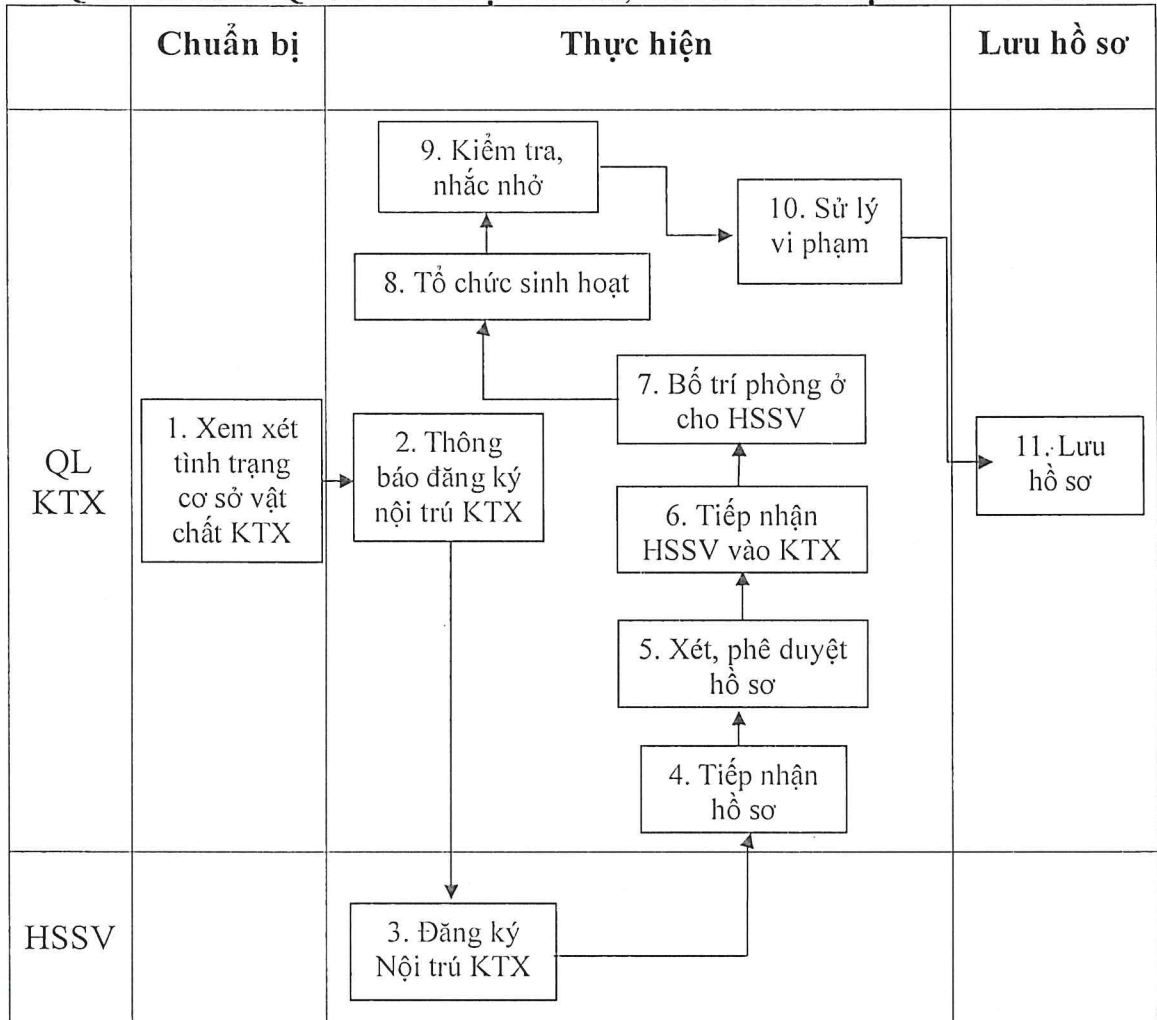 Chuẩn bị
Thực hiện
Lưu hồ sơ
QL
KTX
1. Xem xét
tình trạng
cơ sở vật
chất KTX
2. Thông
báo đăng ký
nội trú KTX
9. Kiểm tra,
nhắc nhở
10. Sử lý
vi phạm
8. Tổ chức sinh hoạt
7. Bố trí phòng ở
cho HSSV
6. Tiếp nhận
HSSV vào KTX
5. Xét, phê duyệt
hồ sơ
4. Tiếp nhận
hồ sơ
11. Lưu
hồ sơ
HSSV
3. Đăng ký
Nội trú KTX